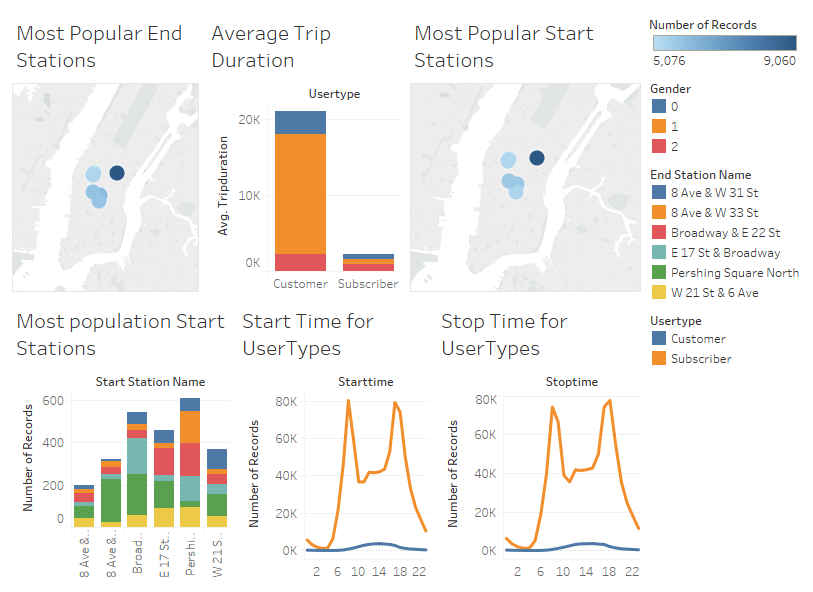 Most Popular End
Stations
Average Trip
Duration
Most Popular Start
Stations
Number of Records
5,076
9,060
Gender
0
1
2
End Station Name
8 Ave & W 31 St
8 Ave & W 33 St
Broadway & E 22 St
E 17 St & Broadway
Pershing Square North
W 21 St & 6 Ave
Usertype
Customer
Subscriber
Usertype
20K
10K
0K
Avg. Tripduration
Customer
Subscriber
Most population Start
Stations
Start Station Name
600
400
200
0
Number of Records
8 Ave &..
8 Ave &..
Broad..
E 17 St..
Pershi..
W 21 S..
Start Time for
UserTypes
Starttime
80K
60K
40K
20K
0K
Number of Records
2 6 10 14 18 22
Stop Time for
UserTypes
Stoptime
80K
60K
40K
20K
0K
Number of Records
2 6 10 14 18 22